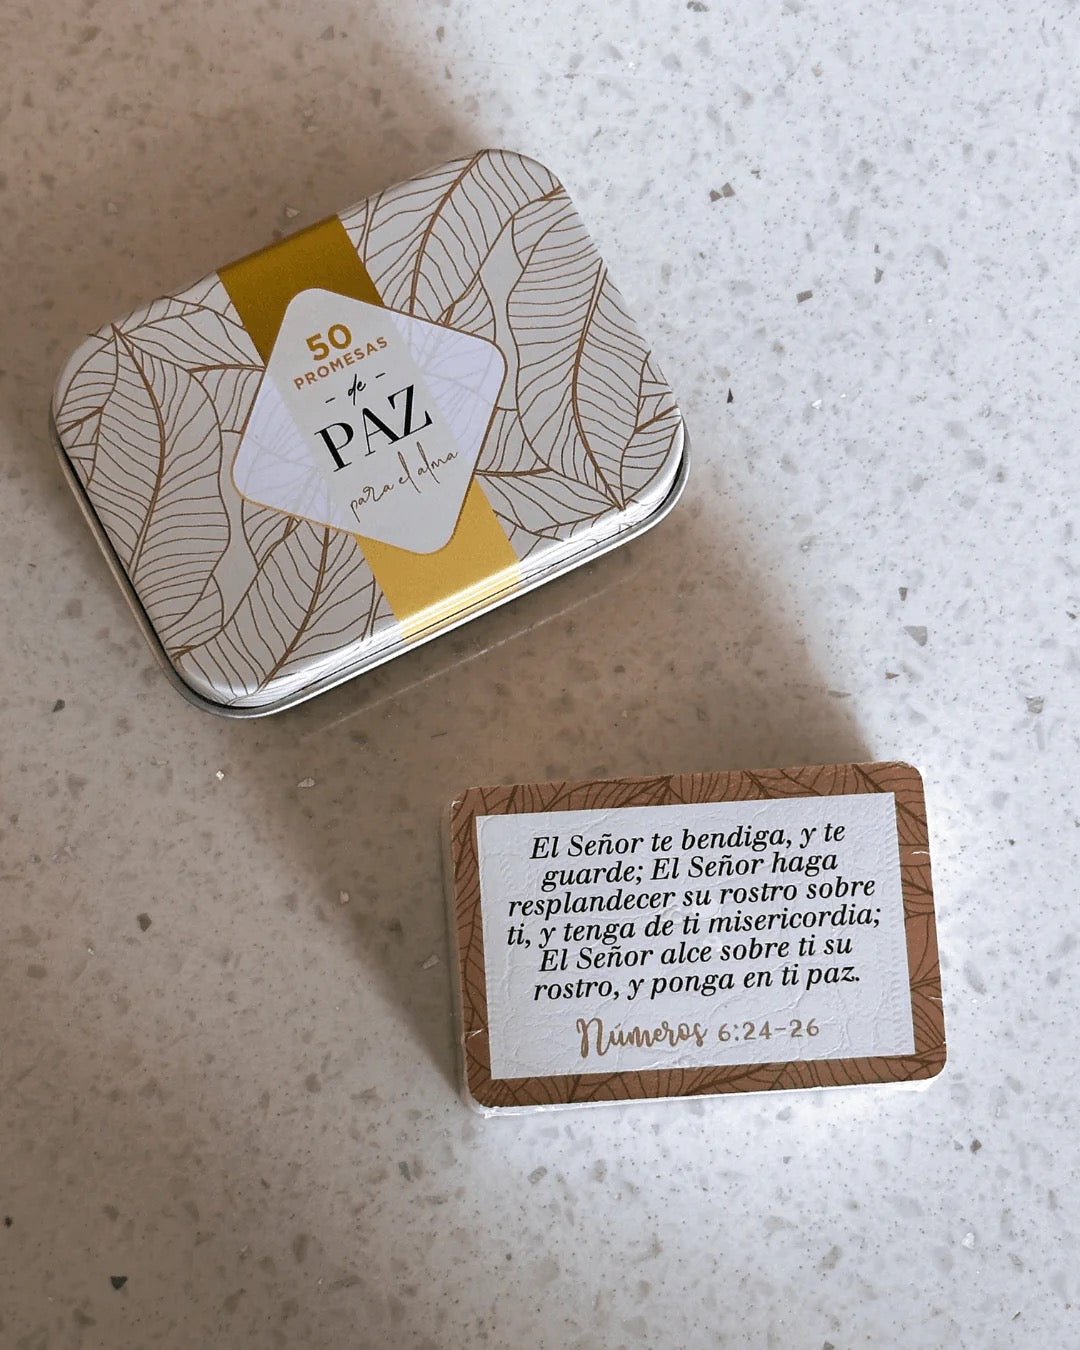 50
PROMESAS
- de -
PAZ
para el alma
El Señor te bendiga, y te
guarde; El Señor haga
resplandecer su rostro sobre
ti, y tenga de ti misericordia;
El Señor alce sobre ti su
rostro, y ponga en ti paz.
Números 6:24-26